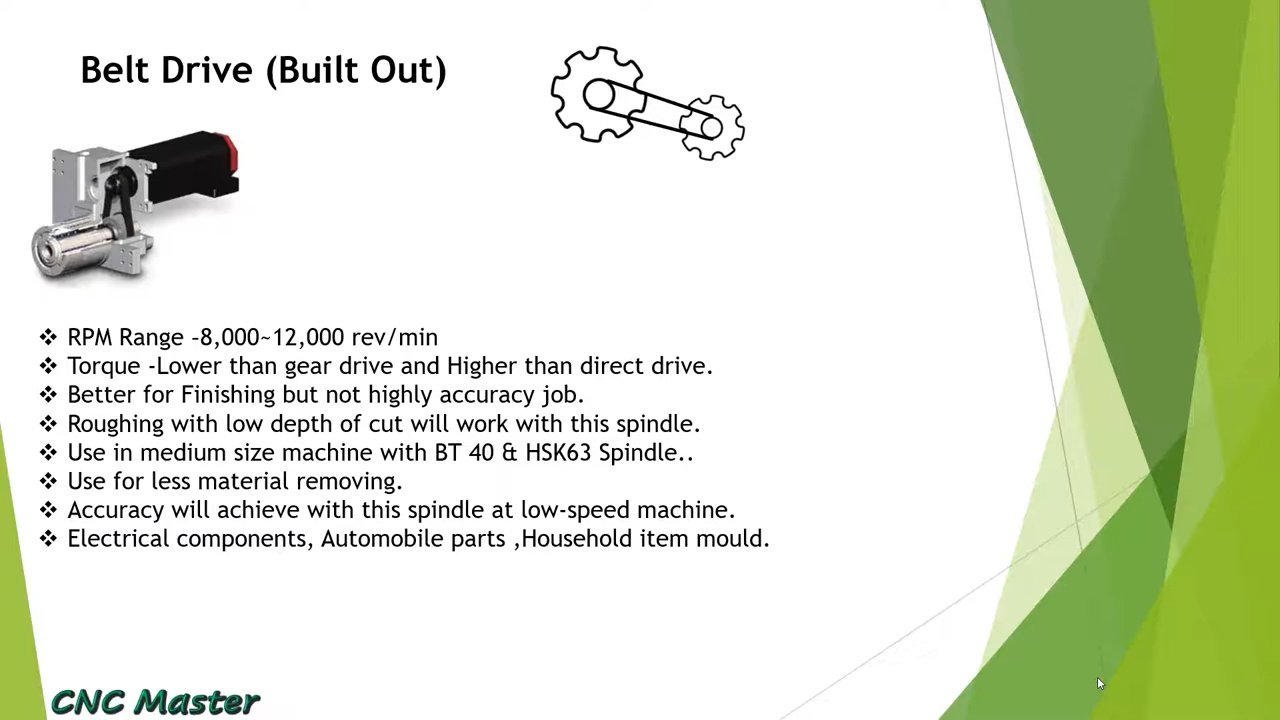 Belt Drive (Built Out)
❖ RPM Range –8,000~12,000 rev/min
❖ Torque -Lower than gear drive and Higher than direct drive.
❖ Better for Finishing but not highly accuracy job.
❖ Roughing with low depth of cut will work with this spindle.
❖ Use in medium size machine with BT 40 & HSK63 Spindle..
❖ Use for less material removing.
❖ Accuracy will achieve with this spindle at low-speed machine.
❖ Electrical components, Automobile parts ,Household item mould.
CNC Master